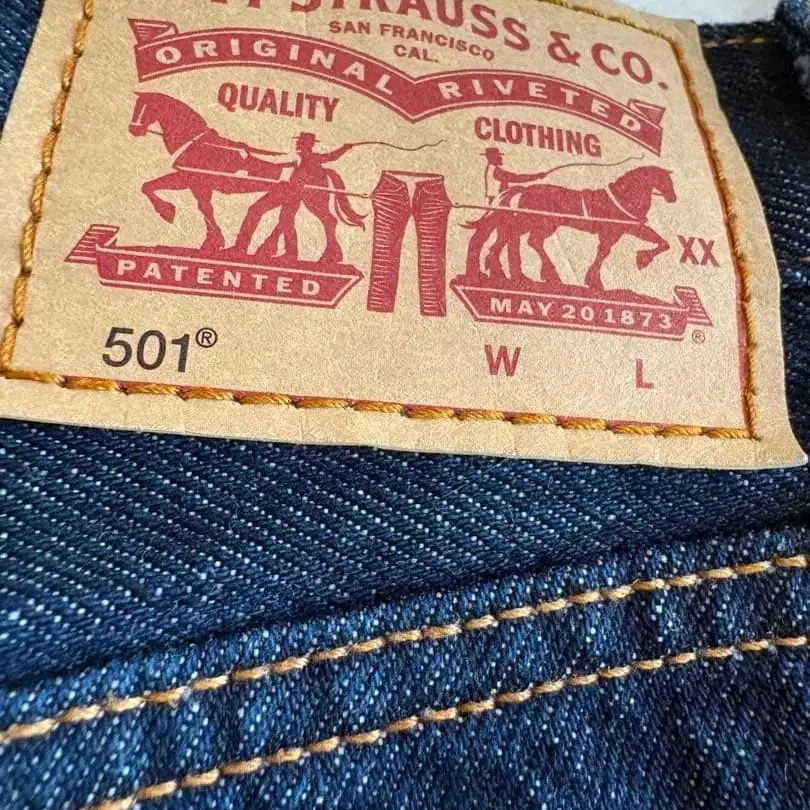 STRAUSS & CO.
SAN FRANCISCO
CAL.
ORIGINAL RIVETED
QUALITY CLOTHING
XX
PATENTED MAY 20 1873 ®
501® W L